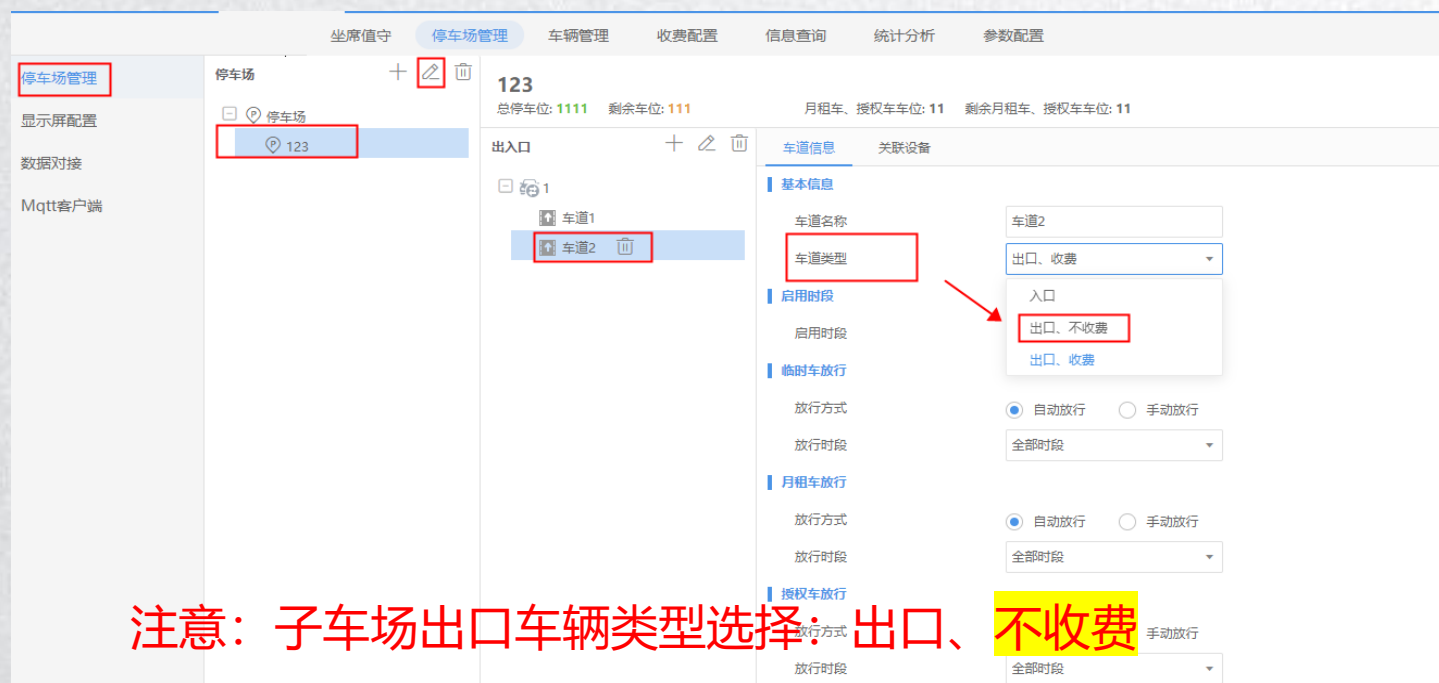 坐席值守 停车场管理 车辆管理 收费配置 信息查询 统计分析 参数配置
停车场管理
显示屏配置
数据对接
Mqtt客户端
停车场
停车场
123
123
总停车位: 1111 剩余车位: 111 月租车、授权车车位: 11 剩余月租车、授权车车位: 11
出入口
1
车道1
车道2
车道信息 关联设备
基本信息
车道名称 车道2
车道类型 出口、收费
入口
出口、不收费
出口、收费
启用时段
启用时段
临时车放行
放行方式 自动放行 手动放行
放行时段 全部时段
月租车放行
放行方式 自动放行 手动放行
放行时段 全部时段
授权车放行
放行方式 手动放行
放行时段 全部时段
注意：子车场出口车辆类型选择：出口、不收费